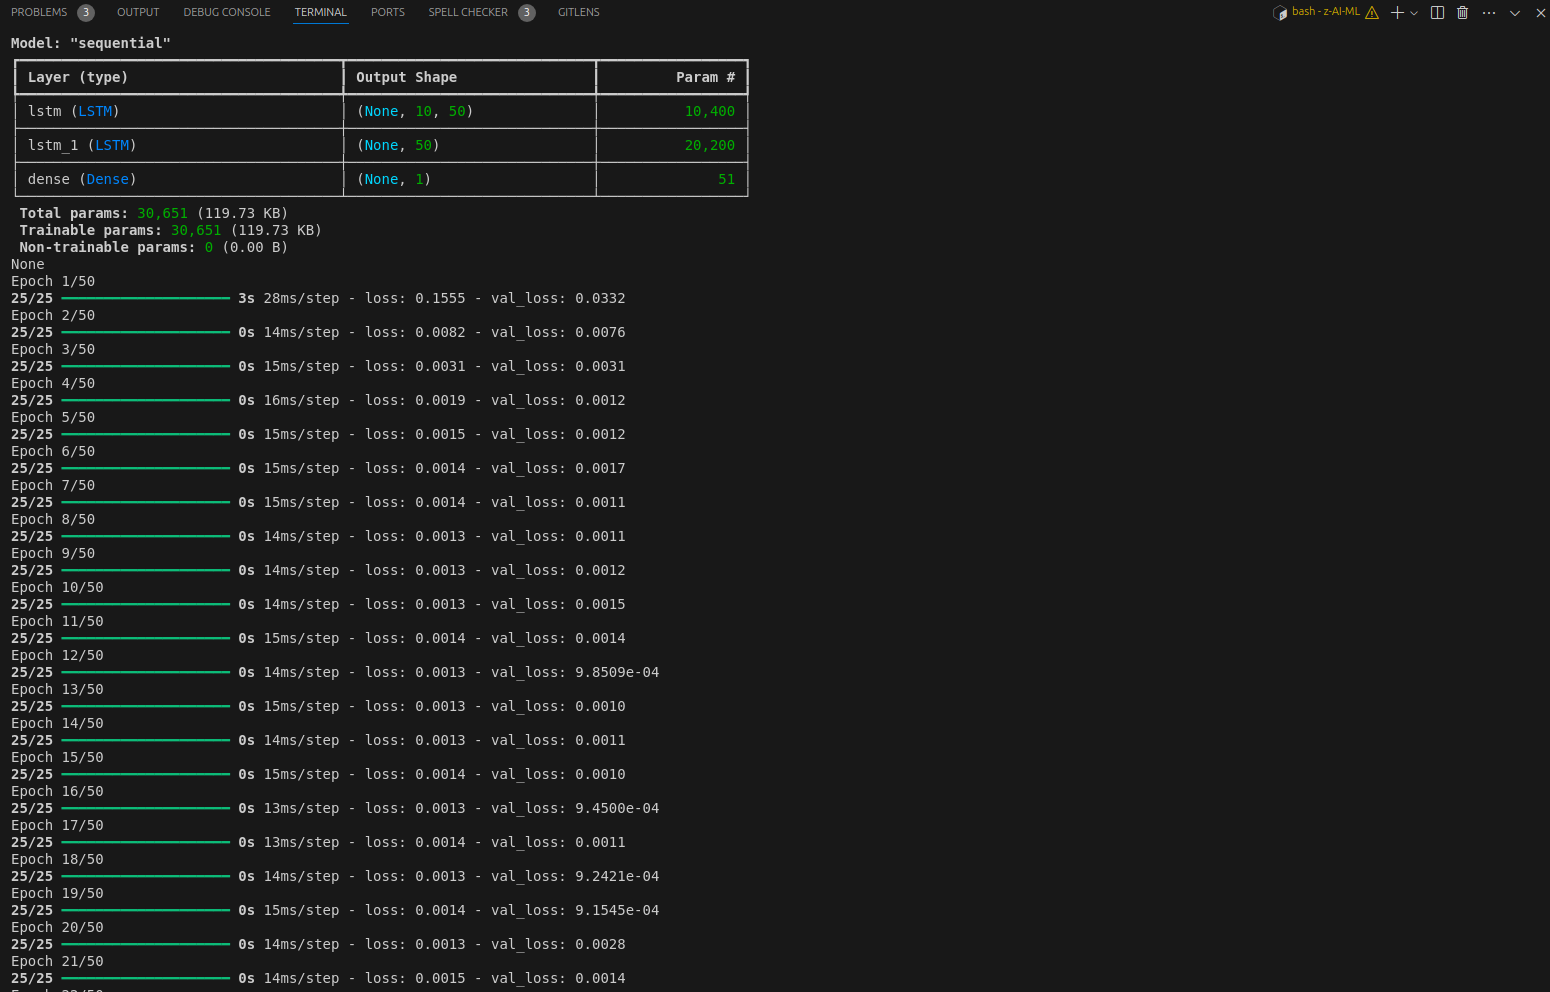 PROBLEMS 3 OUTPUT DEBUG CONSOLE TERMINAL PORTS SPELL CHECKER 3 GITLENS bash - z-AI-ML
Model: "sequential"
Layer (type) Output Shape Param #
lstm (LSTM) (None, 10, 50) 10,400
lstm_1 (LSTM) (None, 50) 20,200
dense (Dense) (None, 1) 51
Total params: 30,651 (119.73 KB)
Trainable params: 30,651 (119.73 KB)
Non-trainable params: 0 (0.00 B)
None
Epoch 1/50
25/25 3s 28ms/step - loss: 0.1555 - val_loss: 0.0332
Epoch 2/50
25/25 0s 14ms/step - loss: 0.0082 - val_loss: 0.0076
Epoch 3/50
25/25 0s 15ms/step - loss: 0.0031 - val_loss: 0.0031
Epoch 4/50
25/25 0s 16ms/step - loss: 0.0019 - val_loss: 0.0012
Epoch 5/50
25/25 0s 15ms/step - loss: 0.0015 - val_loss: 0.0012
Epoch 6/50
25/25 0s 15ms/step - loss: 0.0014 - val_loss: 0.0017
Epoch 7/50
25/25 0s 15ms/step - loss: 0.0014 - val_loss: 0.0011
Epoch 8/50
25/25 0s 14ms/step - loss: 0.0013 - val_loss: 0.0011
Epoch 9/50
25/25 0s 14ms/step - loss: 0.0013 - val_loss: 0.0012
Epoch 10/50
25/25 0s 14ms/step - loss: 0.0013 - val_loss: 0.0015
Epoch 11/50
25/25 0s 15ms/step - loss: 0.0014 - val_loss: 0.0014
Epoch 12/50
25/25 0s 14ms/step - loss: 0.0013 - val_loss: 9.8509e-04
Epoch 13/50
25/25 0s 15ms/step - loss: 0.0013 - val_loss: 0.0010
Epoch 14/50
25/25 0s 14ms/step - loss: 0.0013 - val_loss: 0.0011
Epoch 15/50
25/25 0s 15ms/step - loss: 0.0014 - val_loss: 0.0010
Epoch 16/50
25/25 0s 13ms/step - loss: 0.0013 - val_loss: 9.4500e-04
Epoch 17/50
25/25 0s 13ms/step - loss: 0.0014 - val_loss: 0.0011
Epoch 18/50
25/25 0s 14ms/step - loss: 0.0013 - val_loss: 9.2421e-04
Epoch 19/50
25/25 0s 15ms/step - loss: 0.0014 - val_loss: 9.1545e-04
Epoch 20/50
25/25 0s 14ms/step - loss: 0.0013 - val_loss: 0.0028
Epoch 21/50
25/25 0s 14ms/step - loss: 0.0015 - val_loss: 0.0014